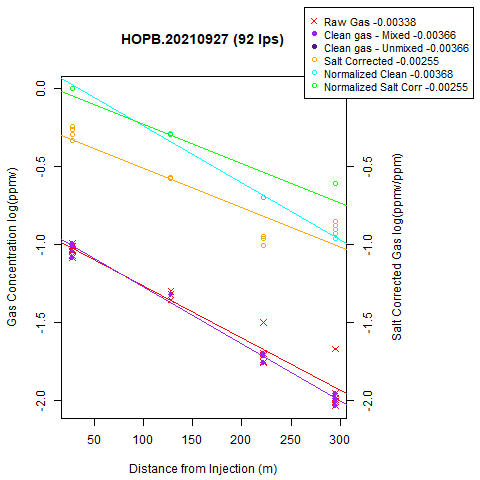 HOPB.20210927 (92 lps)
Raw Gas -0.00338
Clean gas - Mixed -0.00366
Clean gas - Unmixed -0.00366
Salt Corrected -0.00255
Normalized Clean -0.00368
Normalized Salt Corr -0.00255
Gas Concentration log(ppmv)
0.0
-0.5
-1.0
-1.5
-2.0
-0.5
-1.0
-1.5
-2.0
Salt Corrected Gas log(ppmv/ppm)
50 100 150 200 250 300
Distance from Injection (m)